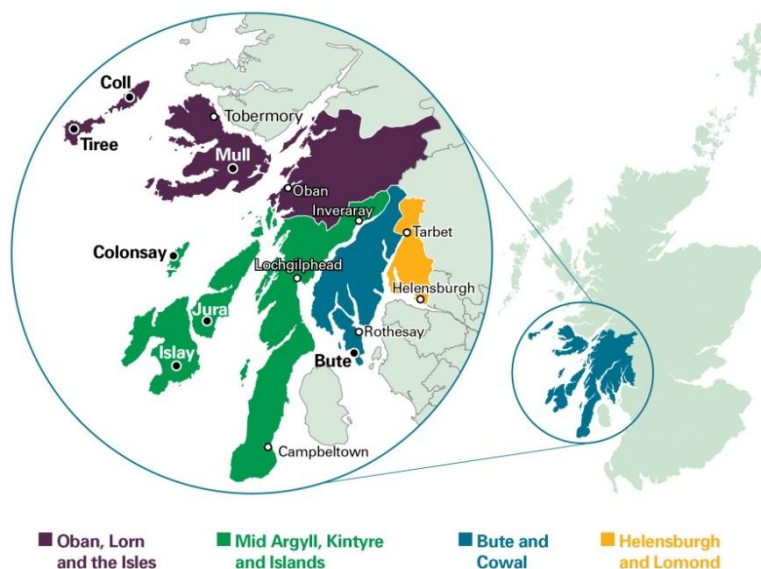 Coll
Tobermory
Tiree
Mull
Oban
Inveraray
Tarbet
Colonsay
Lochgilphead
Helensburgh
Jura
Rothesay
Islay
Bute
Campbeltown
Oban, Lorn
and the Isles
Mid Argyll, Kintyre
and Islands
Bute and
Cowal
Helensburgh
and Lomond